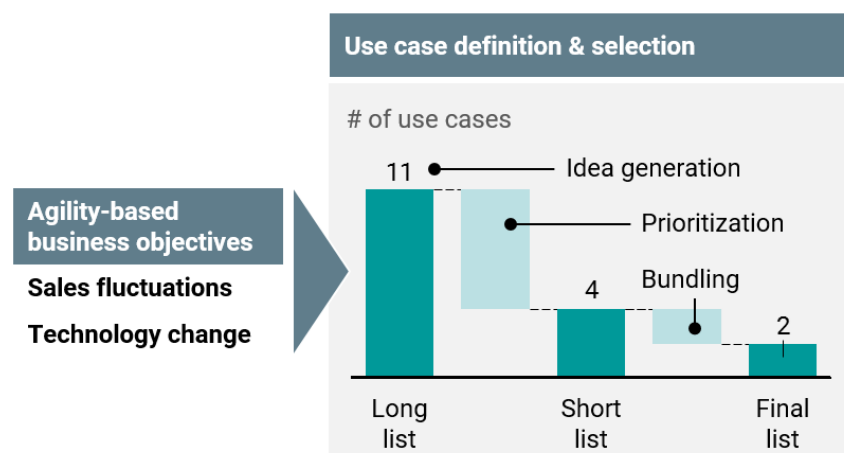 Use case definition & selection
# of use cases
11
Idea generation
Prioritization
Bundling
4
2
Long
list
Short
list
Final
list
Agility-based
business objectives
Sales fluctuations
Technology change